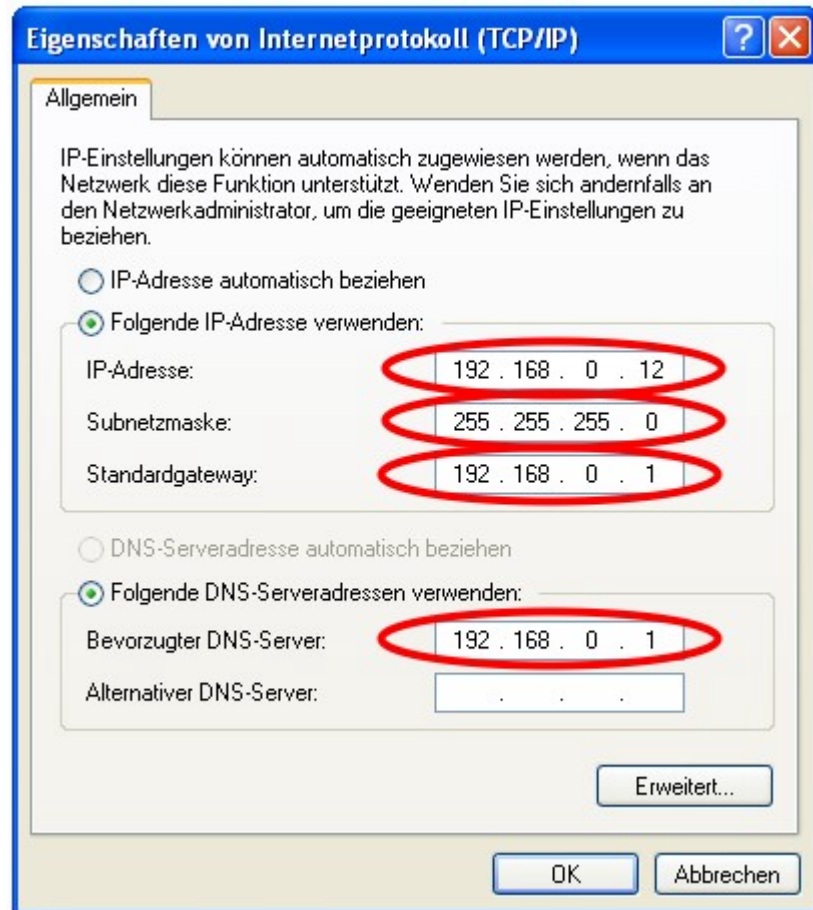 Eigenschaften von Internetprotokoll (TCP/IP)
Allgemein
IP-Einstellungen können automatisch zugewiesen werden, wenn das
Netzwerk diese Funktion unterstützt. Wenden Sie sich andernfalls an
den Netzwerkadministrator, um die geeigneten IP-Einstellungen zu
beziehen.
IP-Adresse automatisch beziehen
Folgende IP-Adresse verwenden:
IP-Adresse: 192 . 168 . 0 . 12
Subnetzmaske: 255 . 255 . 255 . 0
Standardgateway: 192 . 168 . 0 . 1
DNS-Serveradresse automatisch beziehen
Folgende DNS-Serveradressen verwenden:
Bevorzugter DNS-Server: 192 . 168 . 0 . 1
Alternativer DNS-Server: . . .
Erweitert...
OK Abbrechen